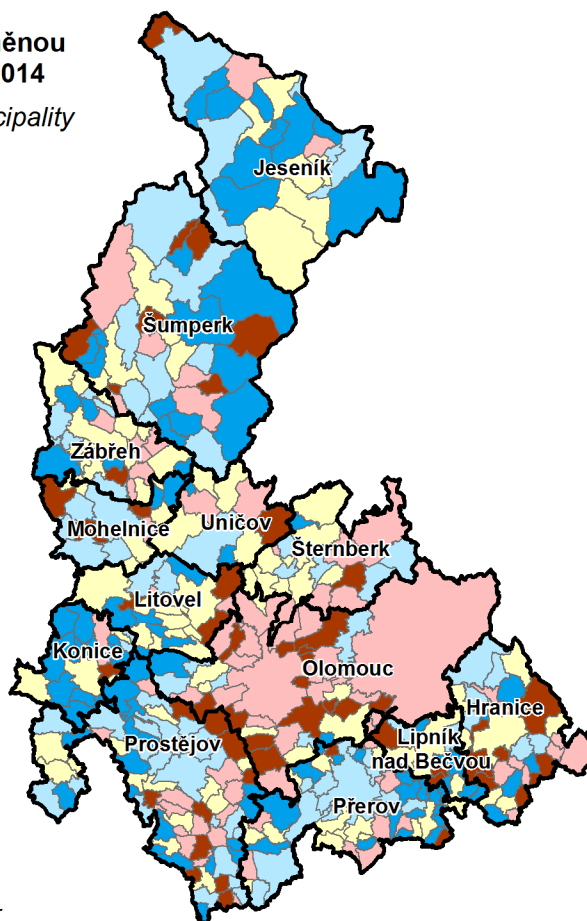 ěnou
014
cipality
Jeseník
Šumperk
Zábřeh
Mohelnice
Uničov
Šternberk
Litovel
Konice
Olomouc
Hranice
Lipník
nad Bečvou
Prostějov
Přerov